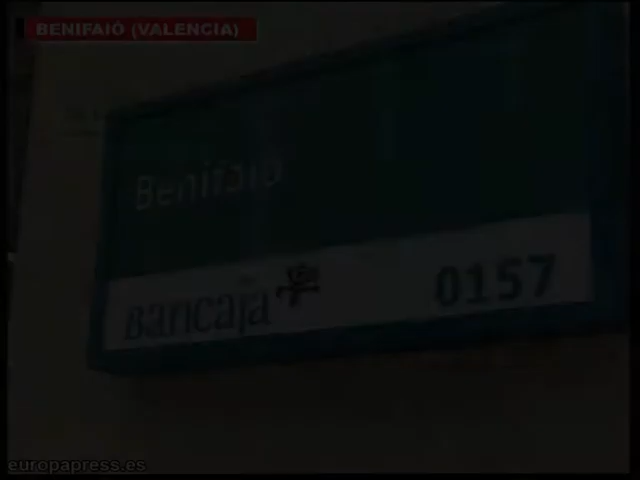 BENIFAIÓ (VALENCIA)
Benifaió
Bancaja
0157
europapress.es